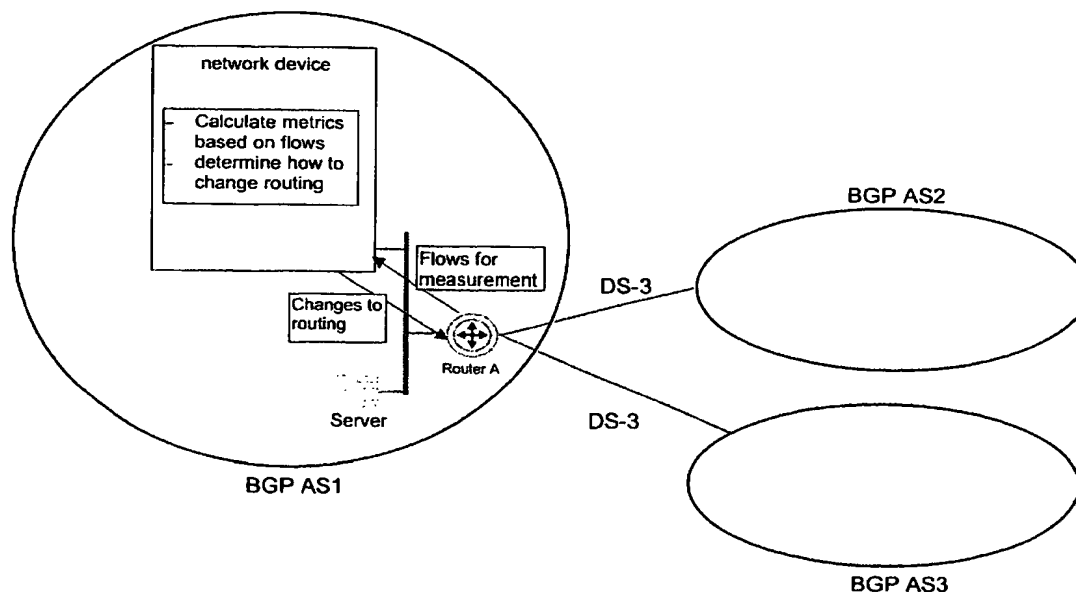 network device
Calculate metrics
based on flows
determine how to
change routing
Flows for
measurement
Changes to
routing
Router A
Server
BGP AS1
DS-3
DS-3
BGP AS2
BGP AS3